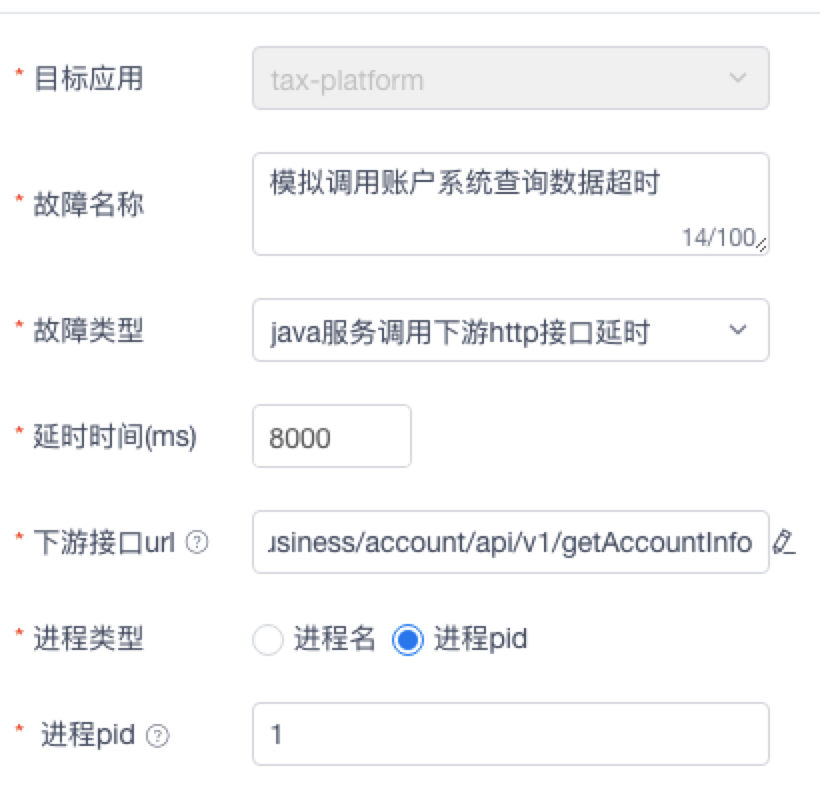 * 目标应用 tax-platform
* 故障名称 模拟调用账户系统查询数据超时
14/100
* 故障类型 java服务调用下游http接口延时
* 延时时间(ms) 8000
* 下游接口url ? usiness/account/api/v1/getAccountInfo
* 进程类型 进程名 进程pid
* 进程pid ? 1